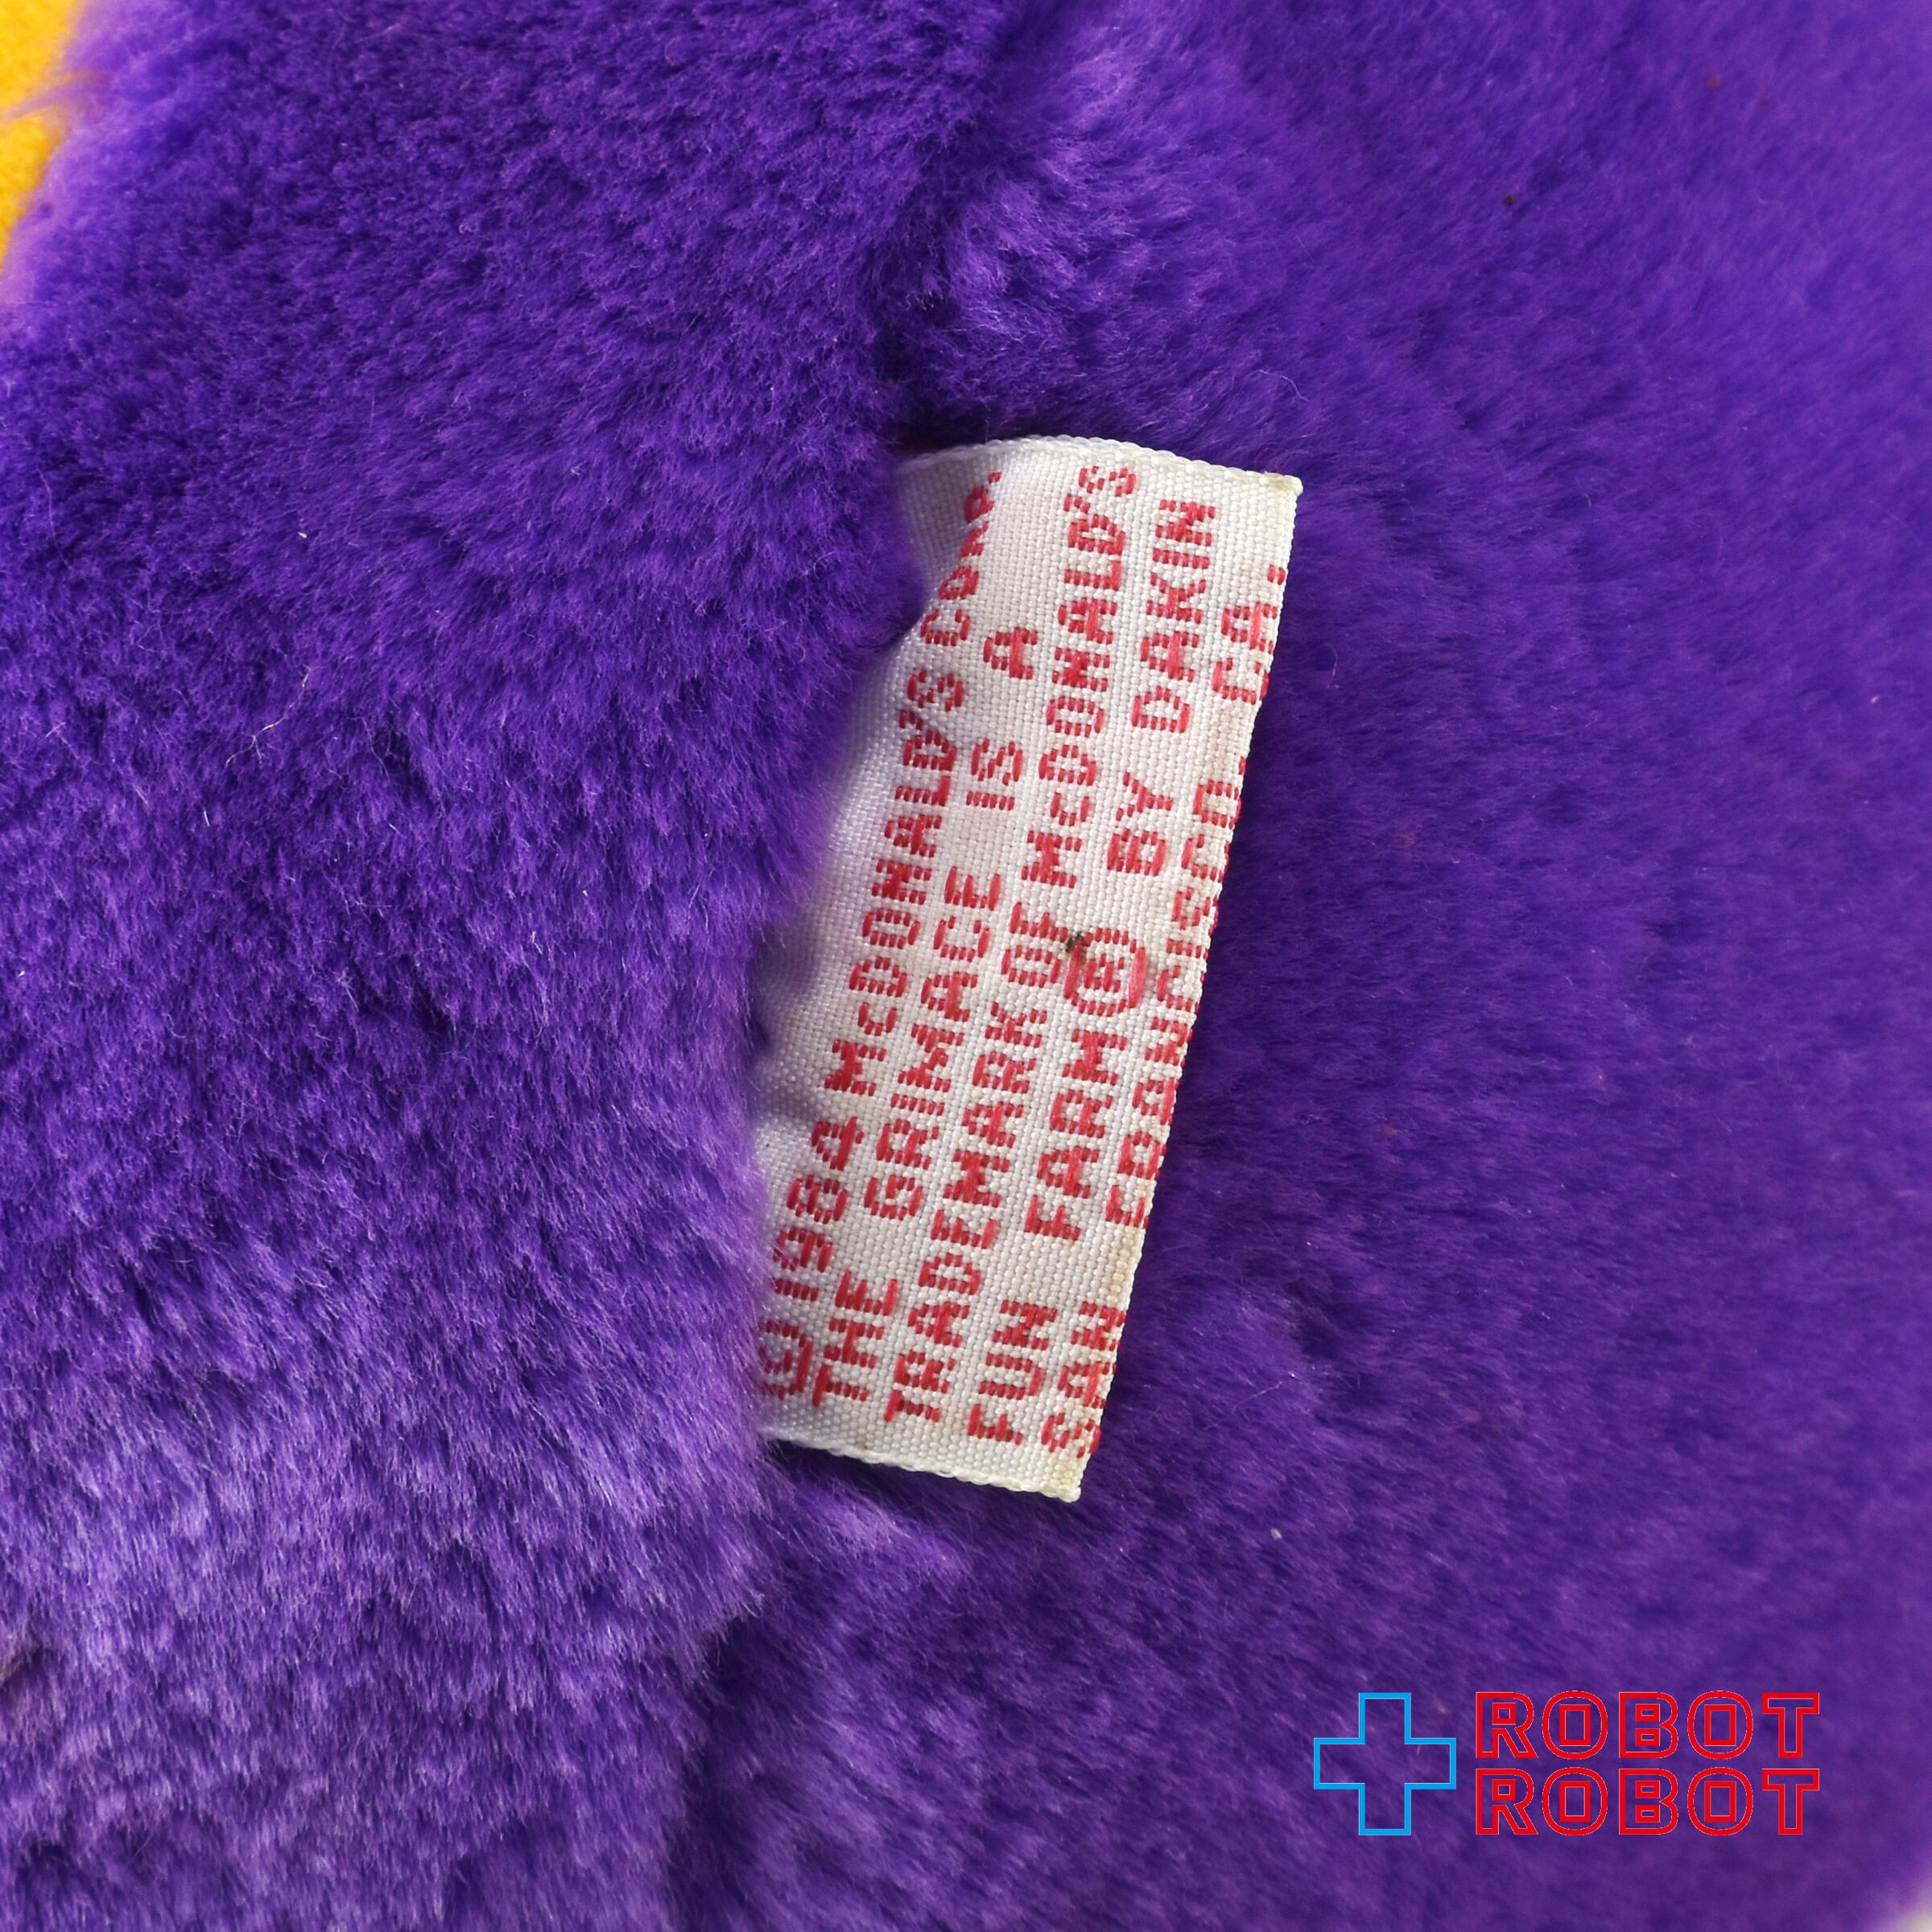 © 1984 McDONALD'S CORP.
THE GRIMACE IS A
TRADEMARK OF McDONALD'S
FUN FARM ® BY DAKIN
SAN FRANCISCO CA.
ROBOT
ROBOT